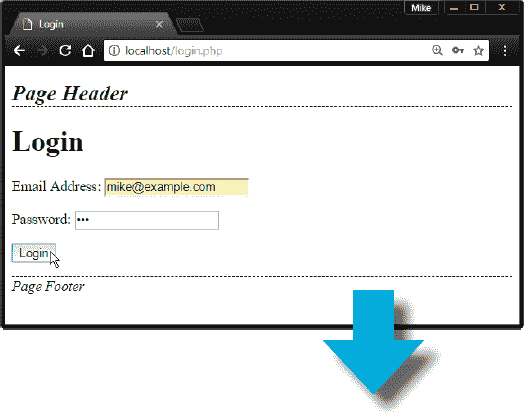 Mike
Login
localhost/login.php
Page Header
Login
Email Address: mike@example.com
Password: •••
Login
Page Footer